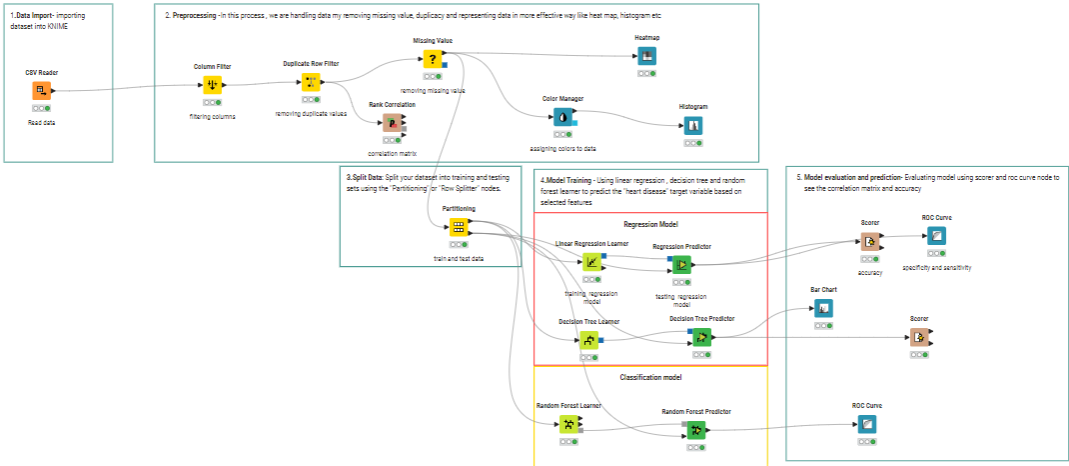 1.Data Import- importing
dataset into KNIME
CSV Reader
Read data
2. Preprocessing -In this process , we are handling data my removing missing value, duplicacy and representing data in more effective way like heat map, histogram etc
Column Filter
filtering columns
Duplicate Row Filter
removing duplicate values
Missing Value
?
removing missing value
Rank Correlation
correlation matrix
Heatmap
Color Manager
assigning colors to data
Histogram
3.Split Data: Split your dataset into training and testing
sets using the "Partitioning" or "Row Splitter" nodes.
Partitioning
train and test data
4.Model Training - Using linear regression , decision tree and random
forest learner to predict the "heart disease" target variable based on
selected features
Regression Model
Linear Regression Learner
training regression
model
Regression Predictor
testing regression
model
Decision Tree Learner
Decision Tree Predictor
Classification model
Random Forest Learner
Random Forest Predictor
5. Model evaluation and prediction- Evaluating model using scorer and roc curve node to
see the correlation matrix and accuracy
Scorer
accuracy
ROC Curve
specificity and sensitivity
Bar Chart
Scorer
ROC Curve